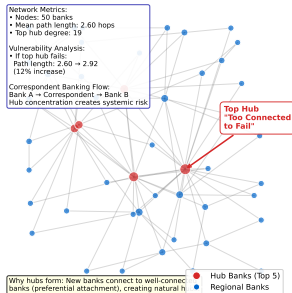 Network Metrics:
• Nodes: 50 banks
• Mean path length: 2.60 hops
• Top hub degree: 19
Vulnerability Analysis:
• If top hub fails:
Path length: 2.60 → 2.92
(12% increase)
Correspondent Banking Flow:
Bank A → Correspondent → Bank B
Hub concentration creates systemic risk
Top Hub
"Too Connected
to Fail"
Why hubs form: New banks connect to well-connec
banks (preferential attachment), creating natural h
Hub Banks (Top 5)
Regional Banks